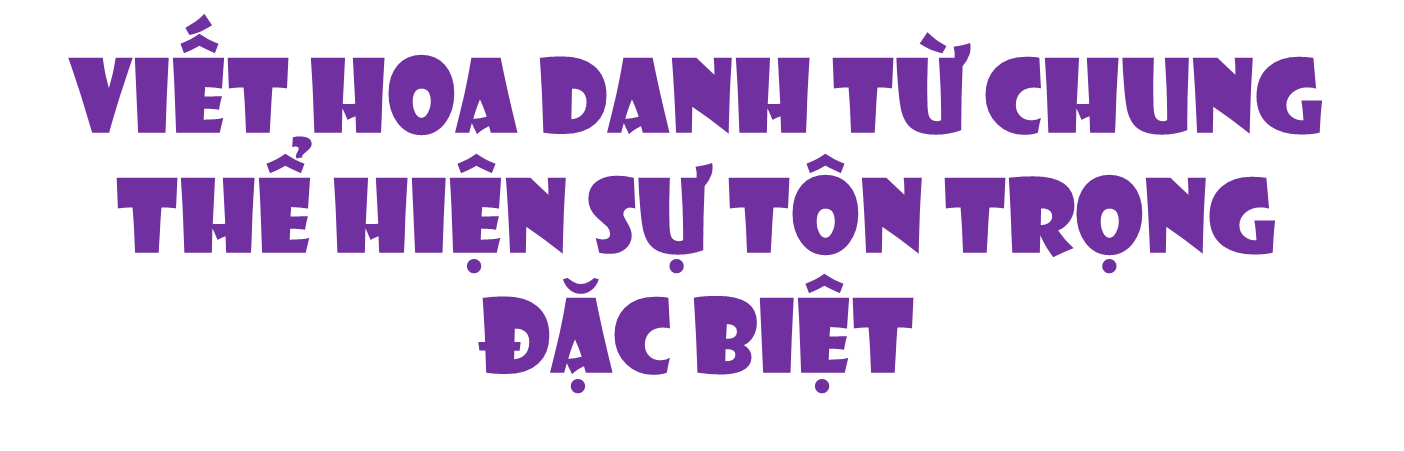 VIẾT HOA DANH TỪ CHUNG
THỂ HIỆN SỰ TÔN TRỌNG
ĐẶC BIỆT